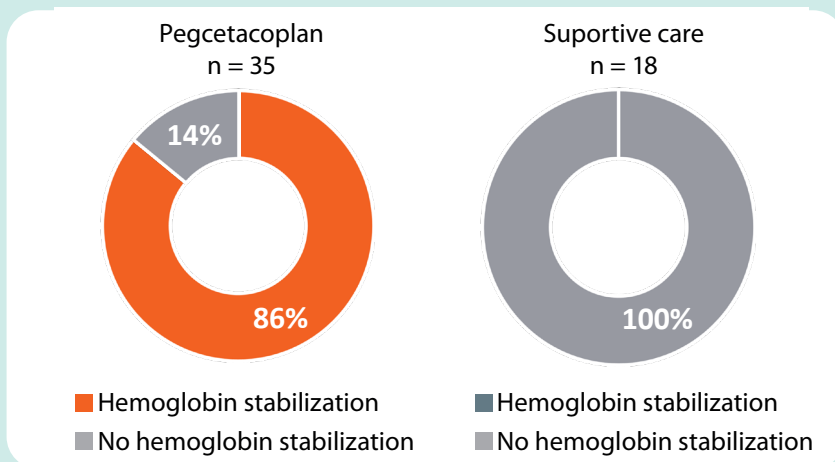 Pegcetacoplan
n = 35
14%
86%
Hemoglobin stabilization
No hemoglobin stabilization
Suportive care
n = 18
100%
Hemoglobin stabilization
No hemoglobin stabilization